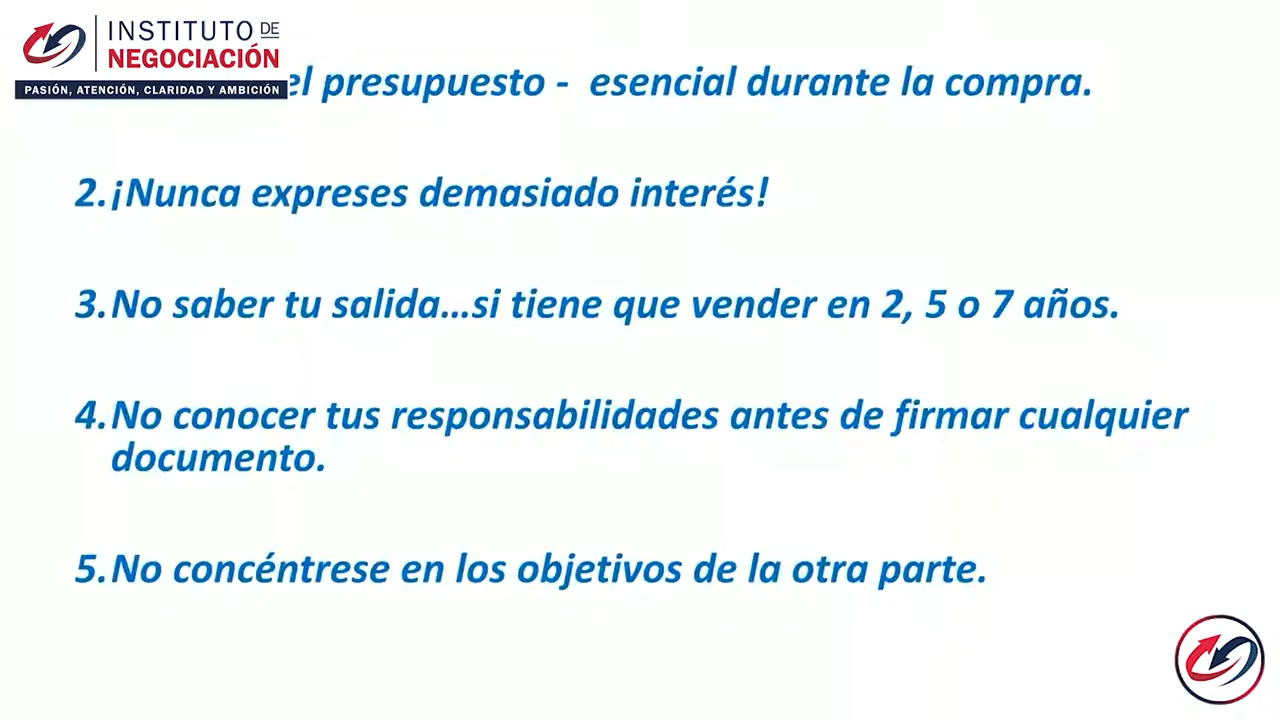 INSTITUTO DE
NEGOCIACIÓN
PASIÓN, ATENCIÓN, CLARIDAD Y AMBICIÓN
el presupuesto - esencial durante la compra.
2. ¡Nunca expreses demasiado interés!
3. No saber tu salida...si tiene que vender en 2, 5 o 7 años.
4. No conocer tus responsabilidades antes de firmar cualquier
documento.
5. No concéntrese en los objetivos de la otra parte.